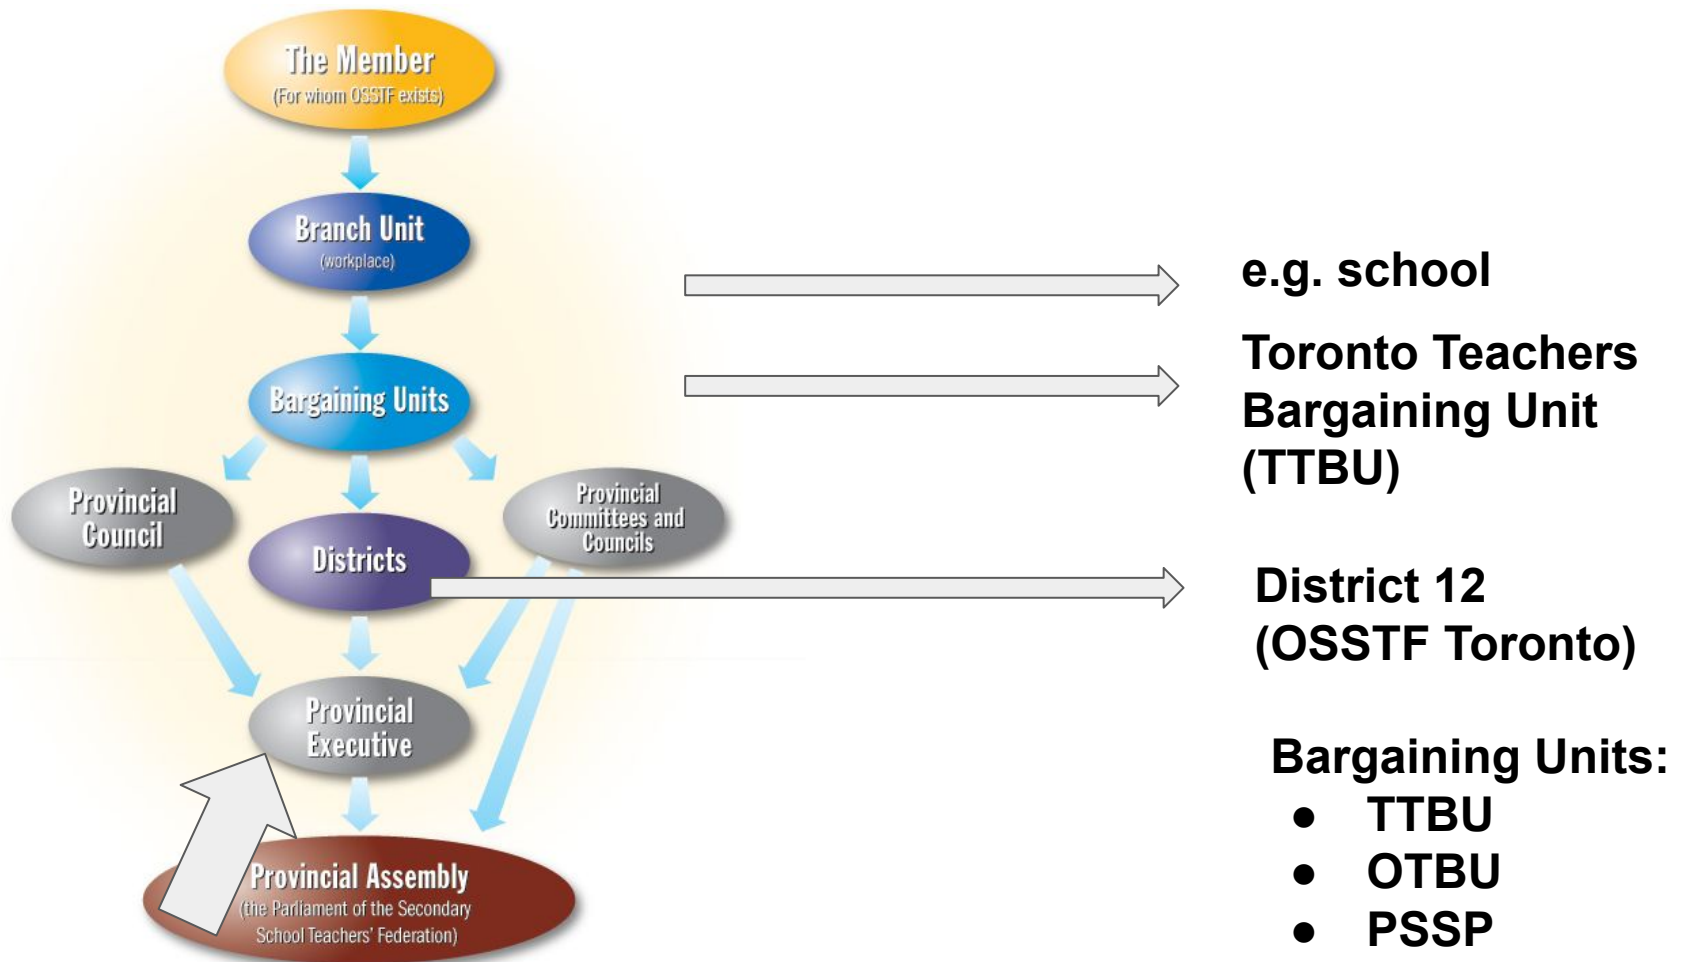 The Member
(For whom OSSTF exists)
Branch Unit
(workplace)
Bargaining Units
Provincial
Council
Districts
Provincial
Committees and
Councils
Provincial
Executive
Provincial Assembly
(the Parliament of the Secondary
School Teachers' Federation)
e.g. school
Toronto Teachers
Bargaining Unit
(TTBU)
District 12
(OSSTF Toronto)
Bargaining Units:
● TTBU
● OTBU
● PSSP